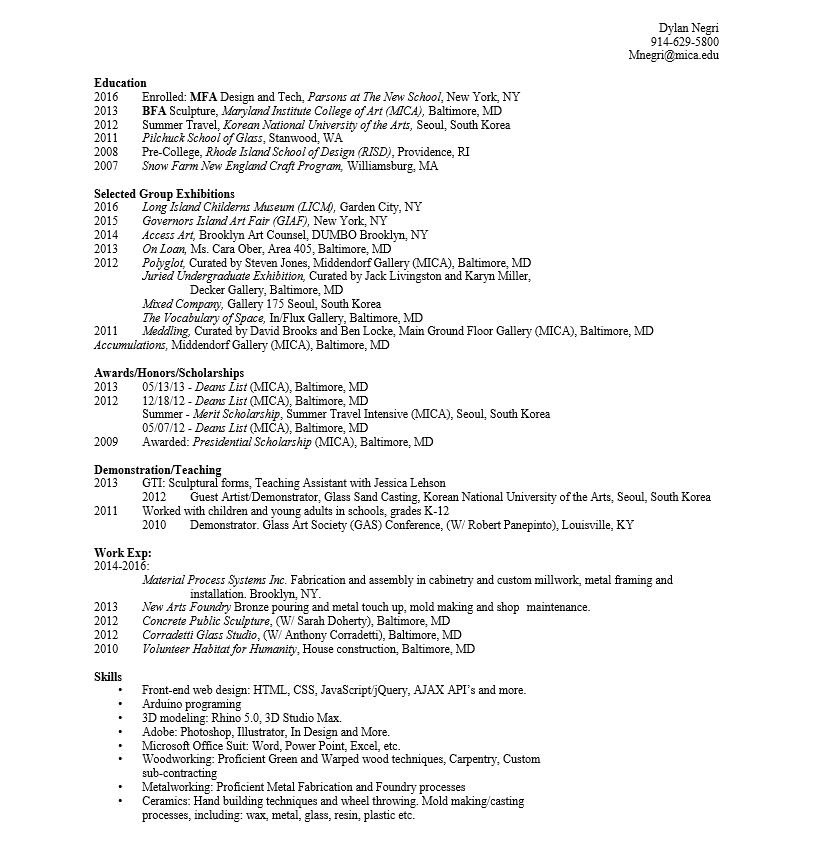 Dylan Negri
914-629-5800
Mnegri@mica.edu
Education
2016 Enrolled: MFA Design and Tech, Parsons at The New School, New York, NY
2013 BFA Sculpture, Maryland Institute College of Art (MICA), Baltimore, MD
2012 Summer Travel, Korean National University of the Arts, Seoul, South Korea
2011 Pilchuck School of Glass, Stanwood, WA
2008 Pre-College, Rhode Island School of Design (RISD), Providence, RI
2007 Snow Farm New England Craft Program, Williamsburg, MA
Selected Group Exhibitions
2016 Long Island Childerns Museum (LICM), Garden City, NY
2015 Governors Island Art Fair (GIAF), New York, NY
2014 Access Art, Brooklyn Art Counsel, DUMBO Brooklyn, NY
2013 On Loan, Ms. Cara Ober, Area 405, Baltimore, MD
2012 Polyglot, Curated by Steven Jones, Middendorf Gallery (MICA), Baltimore, MD
Juried Undergraduate Exhibition, Curated by Jack Livingston and Karyn Miller,
Decker Gallery, Baltimore, MD
Mixed Company, Gallery 175 Seoul, South Korea
The Vocabulary of Space, In/Flux Gallery, Baltimore, MD
2011 Meddling, Curated by David Brooks and Ben Locke, Main Ground Floor Gallery (MICA), Baltimore, MD
Accumulations, Middendorf Gallery (MICA), Baltimore, MD
Awards/Honors/Scholarships
2013 05/13/13 - Deans List (MICA), Baltimore, MD
2012 12/18/12 - Deans List (MICA), Baltimore, MD
Summer - Merit Scholarship, Summer Travel Intensive (MICA), Seoul, South Korea
05/07/12 - Deans List (MICA), Baltimore, MD
2009 Awarded: Presidential Scholarship (MICA), Baltimore, MD
Demonstration/Teaching
2013 GTI: Sculptural forms, Teaching Assistant with Jessica Lehson
2012 Guest Artist/Demonstrator, Glass Sand Casting, Korean National University of the Arts, Seoul, South Korea
2011 Worked with children and young adults in schools, grades K-12
2010 Demonstrator. Glass Art Society (GAS) Conference, (W/ Robert Panepinto), Louisville, KY
Work Exp:
2014-2016:
Material Process Systems Inc. Fabrication and assembly in cabinetry and custom millwork, metal framing and
installation. Brooklyn, NY.
2013 New Arts Foundry Bronze pouring and metal touch up, mold making and shop maintenance.
2012 Concrete Public Sculpture, (W/ Sarah Doherty), Baltimore, MD
2012 Corradetti Glass Studio, (W/ Anthony Corradetti), Baltimore, MD
2010 Volunteer Habitat for Humanity, House construction, Baltimore, MD
Skills
• Front-end web design: HTML, CSS, JavaScript/jQuery, AJAX API’s and more.
• Arduino programing
• 3D modeling: Rhino 5.0, 3D Studio Max.
• Adobe: Photoshop, Illustrator, In Design and More.
• Microsoft Office Suit: Word, Power Point, Excel, etc.
• Woodworking: Proficient Green and Warped wood techniques, Carpentry, Custom
sub-contracting
• Metalworking: Proficient Metal Fabrication and Foundry processes
• Ceramics: Hand building techniques and wheel throwing. Mold making/casting
processes, including: wax, metal, glass, resin, plastic etc.